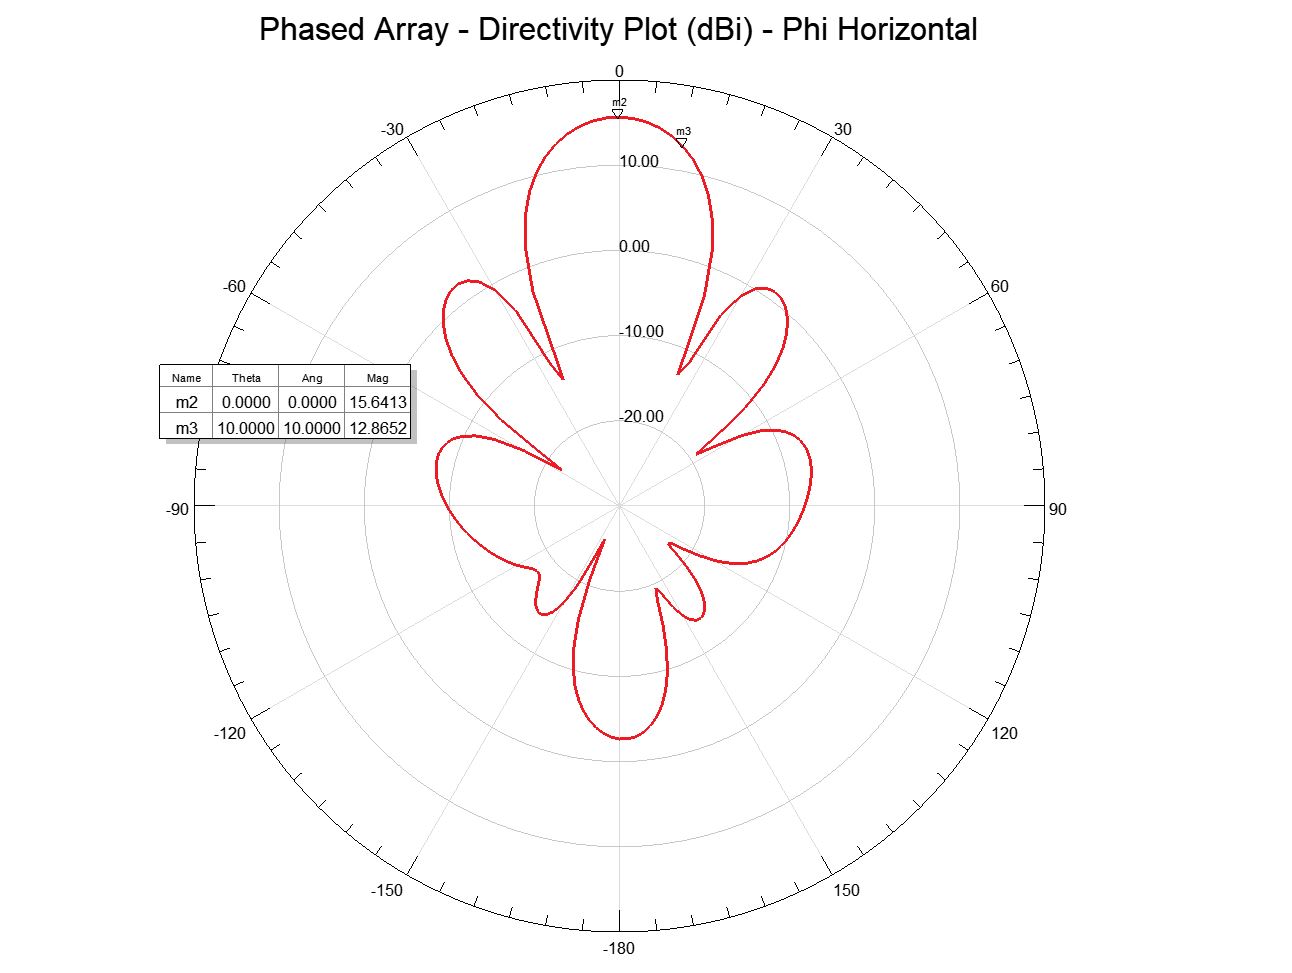 Phased Array - Directivity Plot (dBi) - Phi Horizontal
0
m2
-30
m3
30
10.00
0.00
-60
60
-10.00
Name Theta Ang Mag
m2 0.0000 0.0000 15.6413
m3 10.0000 10.0000 12.8652
-20.00
-90
90
-120
120
-150
150
-180